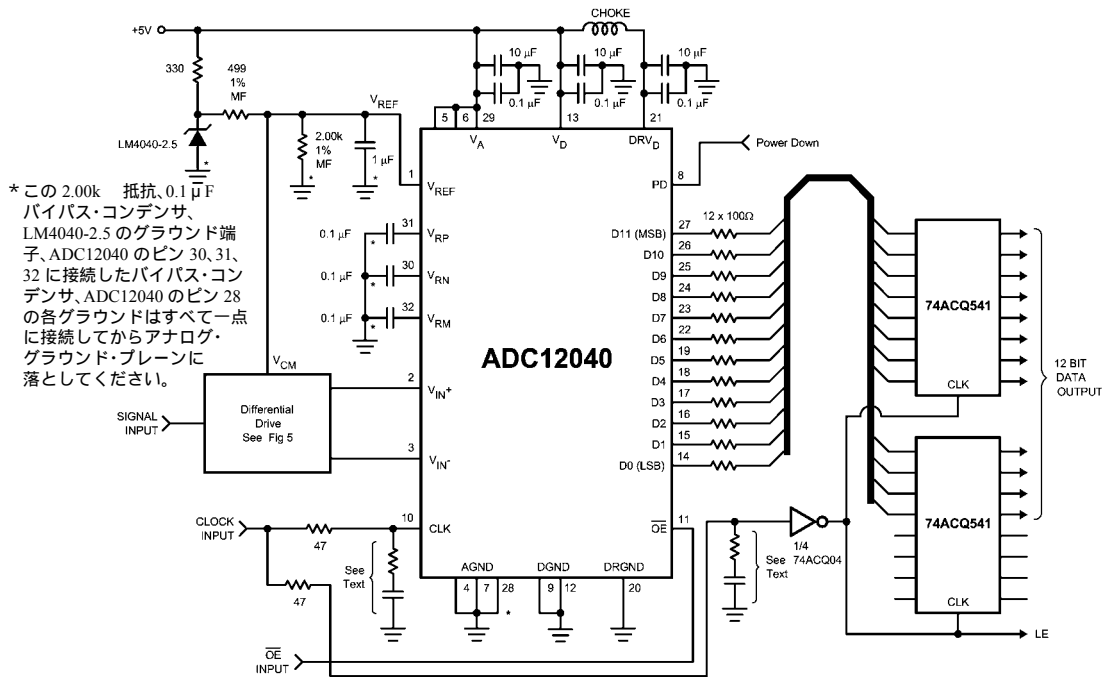 CHOKE
+5V
10 µF
10 µF
10 µF
330
499
1%
MF
0.1 µF
0.1 µF
0.1 µF
V_REF
5
6
29
13
21
LM4040-2.5
*
2.00k
1%
MF
*
1 µF
*
V_A
V_D
DRV_D
Power Down
1
V_REF
8
PD
*この 2.00k 抵抗、0.1 µF
バイパス・コンデンサ、
LM4040-2.5 のグラウンド端
子、ADC12040 のピン 30、31、
32 に接続したバイパス・コン
デンサ、ADC12040 のピン 28
の各グラウンドはすべて一点
に接続してからアナログ・
グラウンド・プレーンに
落としてください。
0.1 µF
*
31
V_RP
0.1 µF
*
30
V_RN
0.1 µF
*
32
V_RM
ADC12040
12 x 100Ω
D11 (MSB)
27
D10
26
D9
25
D8
24
D7
23
D6
22
D5
19
D4
18
D3
17
D2
16
D1
15
D0 (LSB)
14
74ACQ541
CLK
12 BIT
DATA
OUTPUT
V_CM
SIGNAL
INPUT
Differential
Drive
See Fig 5
2
V_IN+
3
V_IN-
74ACQ541
CLK
LE
CLOCK
INPUT
47
10
CLK
47
See
Text
OE
11
See
Text
1/4
74ACQ04
AGND
DGND
DRGND
4
7
28
*
9
12
20
OE
INPUT